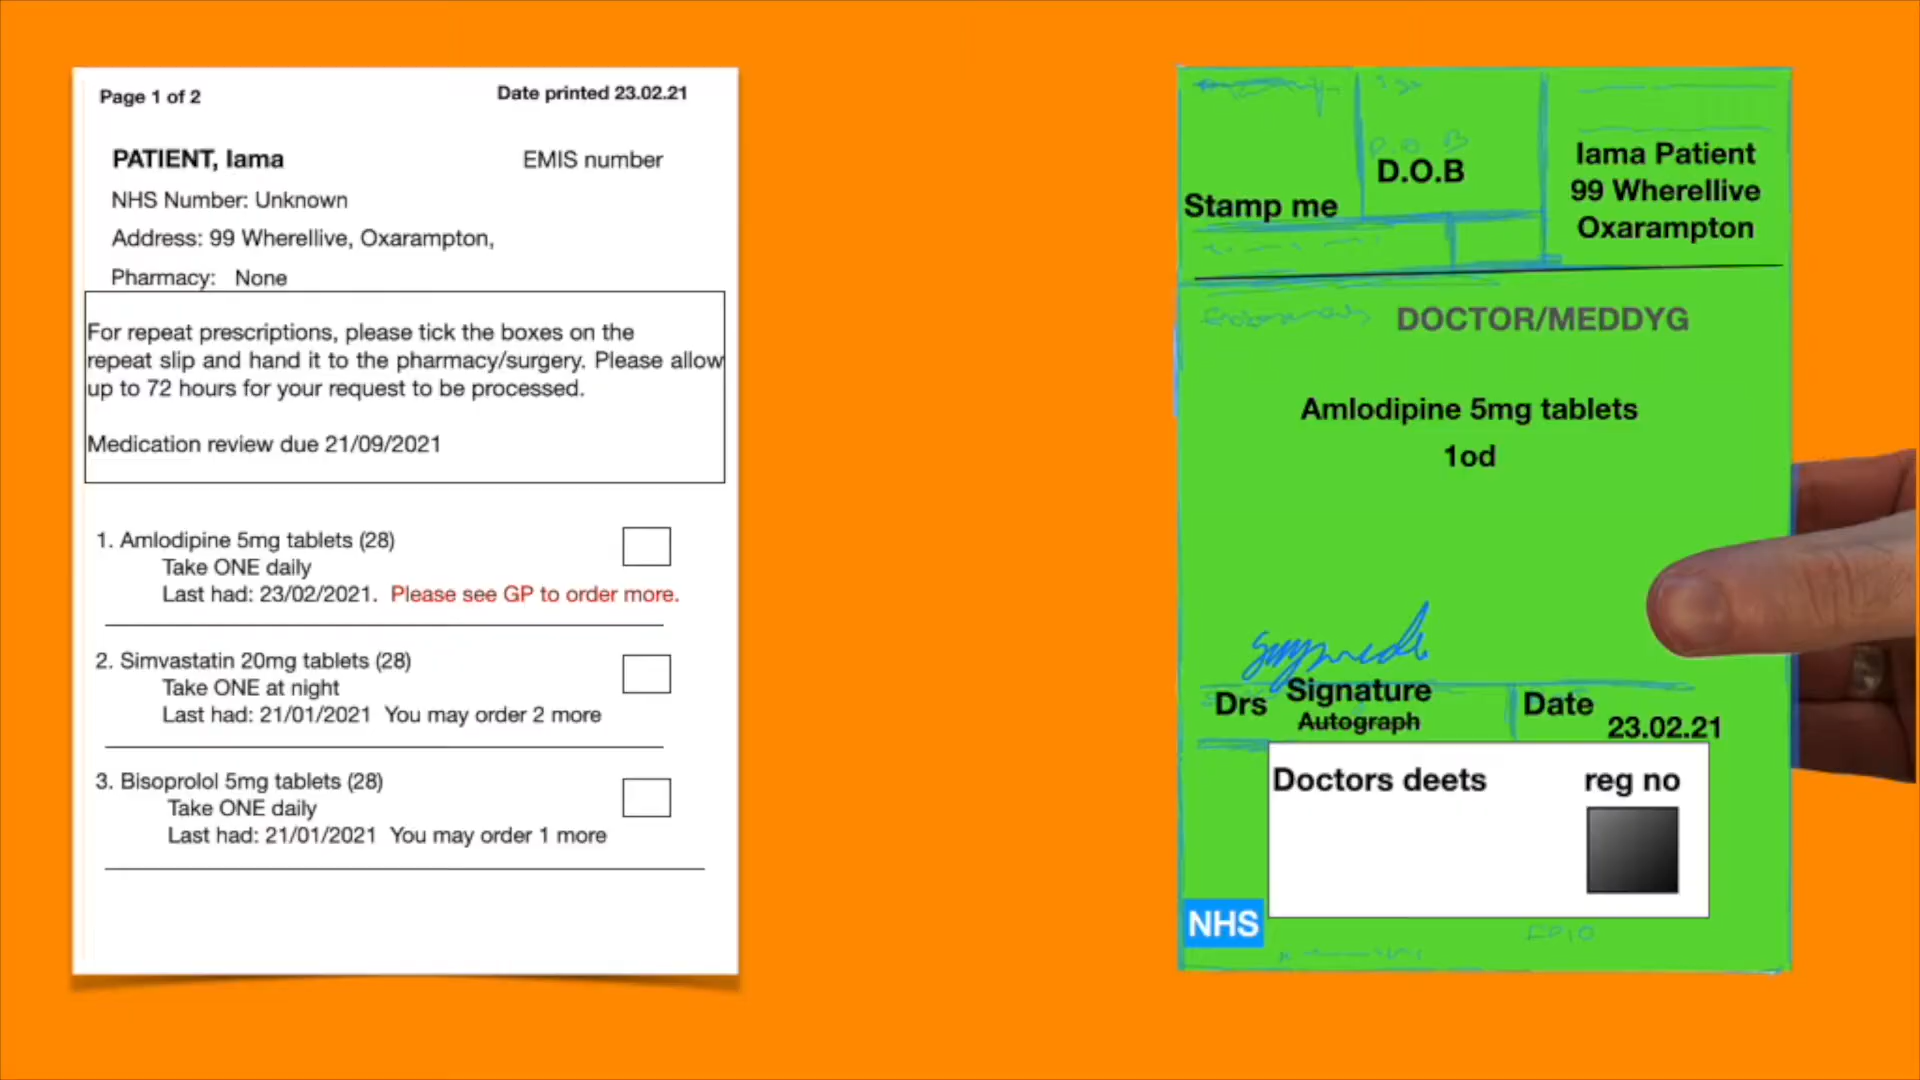 Page 1 of 2
Date printed 23.02.21
PATIENT, Iama
EMIS number
NHS Number: Unknown
Address: 99 Wherellive, Oxarampton,
Pharmacy: None
For repeat prescriptions, please tick the boxes on the
repeat slip and hand it to the pharmacy/surgery. Please allow
up to 72 hours for your request to be processed.
Medication review due 21/09/2021
1. Amlodipine 5mg tablets (28)
Take ONE daily
Last had: 23/02/2021. Please see GP to order more.
2. Simvastatin 20mg tablets (28)
Take ONE at night
Last had: 21/01/2021 You may order 2 more
3. Bisoprolol 5mg tablets (28)
Take ONE daily
Last had: 21/01/2021 You may order 1 more
D.O.B
Stamp me
D.O.B
Iama Patient
99 Wherellive
Oxarampton
DOCTOR/MEDDYG
Amlodipine 5mg tablets
1od
Drs
Signature
Autograph
Date
23.02.21
Doctors deets
reg no
NHS
FP10